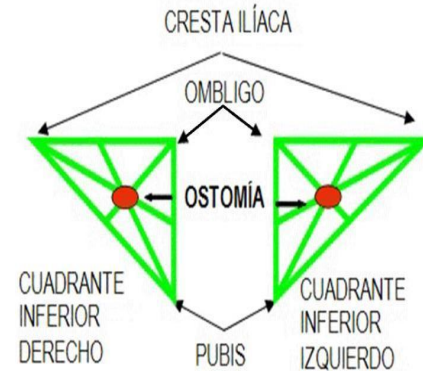 CRESTA ILÍACA
OMBLIGO
OSTOMÍA
CUADRANTE
INFERIOR
DERECHO
PUBIS
CUADRANTE
INFERIOR
IZQUIERDO